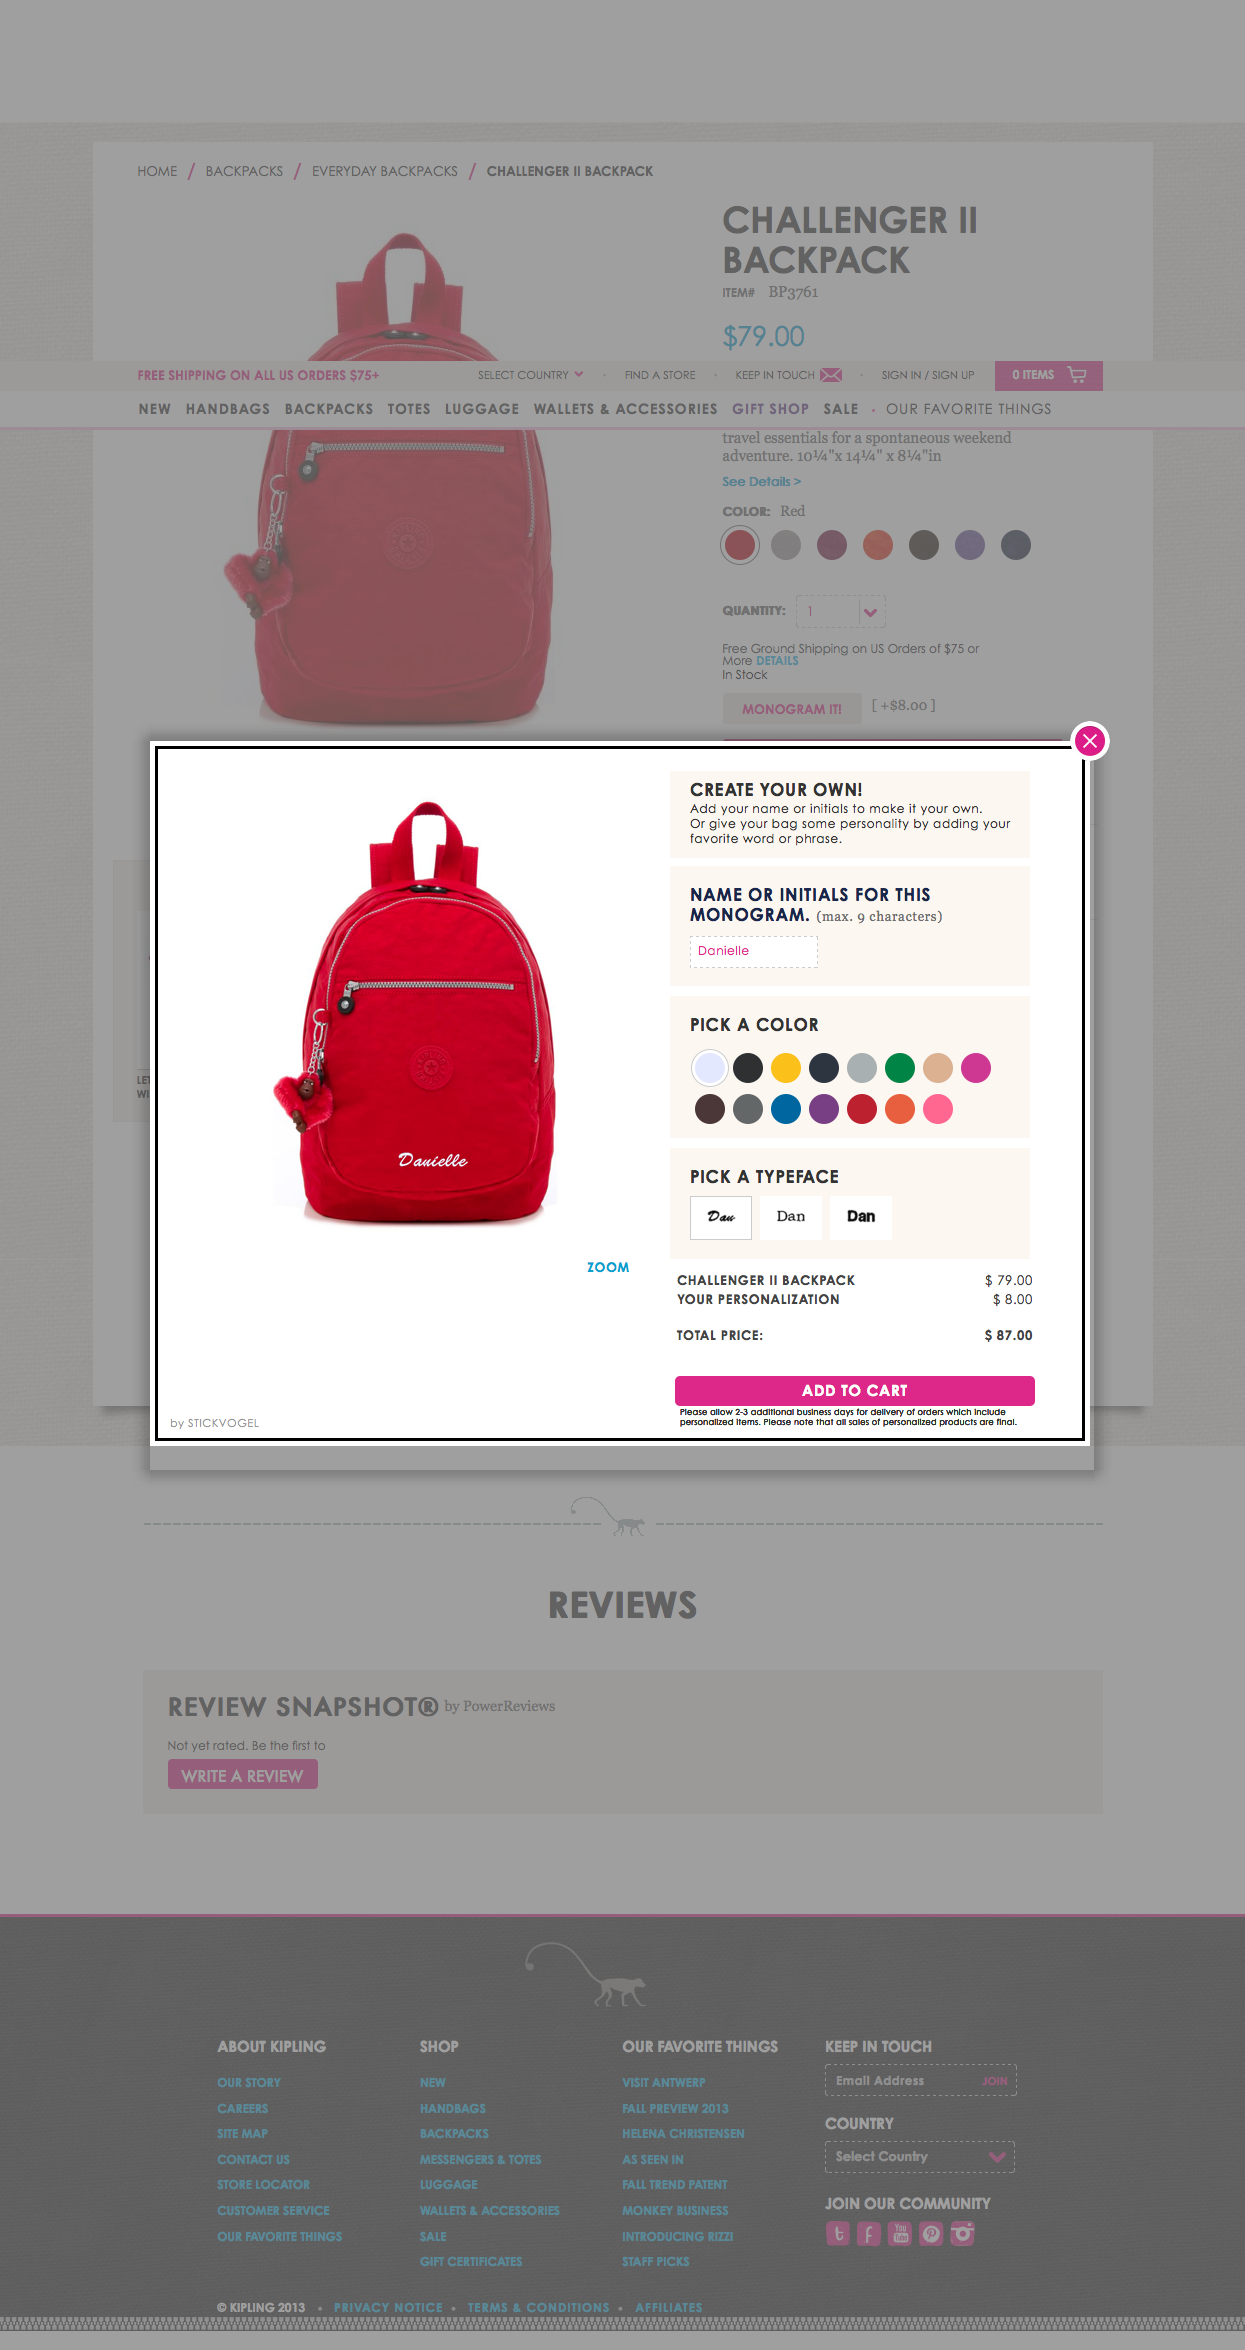 HOME / BACKPACKS / EVERYDAY BACKPACKS / CHALLENGER II BACKPACK
CHALLENGER II
BACKPACK
ITEM# BP3761
$79.00
FREE SHIPPING ON ALL US ORDERS $75+
SELECT COUNTRY • FIND A STORE • KEEP IN TOUCH • SIGN IN / SIGN UP
0 ITEMS
NEW HANDBAGS BACKPACKS TOTES LUGGAGE WALLETS & ACCESSORIES GIFT SHOP SALE • OUR FAVORITE THINGS
travel essentials for a spontaneous weekend
adventure. 10¼"x 14¼" x 8¼"in
See Details >
COLOR: Red
QUANTITY: 1
Free Ground Shipping on US Orders of $75 or
More DETAILS
In Stock
MONOGRAM IT! [ +$8.00 ]
CREATE YOUR OWN!
Add your name or initials to make it your own.
Or give your bag some personality by adding your
favorite word or phrase.
NAME OR INITIALS FOR THIS
MONOGRAM. (max. 9 characters)
Danielle
PICK A COLOR
Danielle
PICK A TYPEFACE
Dan Dan Dan
ZOOM
CHALLENGER II BACKPACK $ 79.00
YOUR PERSONALIZATION $ 8.00
TOTAL PRICE: $ 87.00
ADD TO CART
Please allow 2-3 additional business days for delivery of orders which include
personalized items. Please note that all sales of personalized products are final.
by STICKVOGEL
REVIEWS
REVIEW SNAPSHOT® by PowerReviews
Not yet rated. Be the first to
WRITE A REVIEW
ABOUT KIPLING
OUR STORY
CAREERS
SITE MAP
CONTACT US
STORE LOCATOR
CUSTOMER SERVICE
OUR FAVORITE THINGS
SHOP
NEW
HANDBAGS
BACKPACKS
MESSENGERS & TOTES
LUGGAGE
WALLETS & ACCESSORIES
SALE
GIFT CERTIFICATES
OUR FAVORITE THINGS
VISIT ANTWERP
FALL PREVIEW 2013
HELENA CHRISTENSEN
AS SEEN IN
FALL TREND PATENT
MONKEY BUSINESS
INTRODUCING RIZZI
STAFF PICKS
KEEP IN TOUCH
Email Address JOIN
COUNTRY
Select Country
JOIN OUR COMMUNITY
You Tube
© KIPLING 2013 • PRIVACY NOTICE • TERMS & CONDITIONS • AFFILIATES